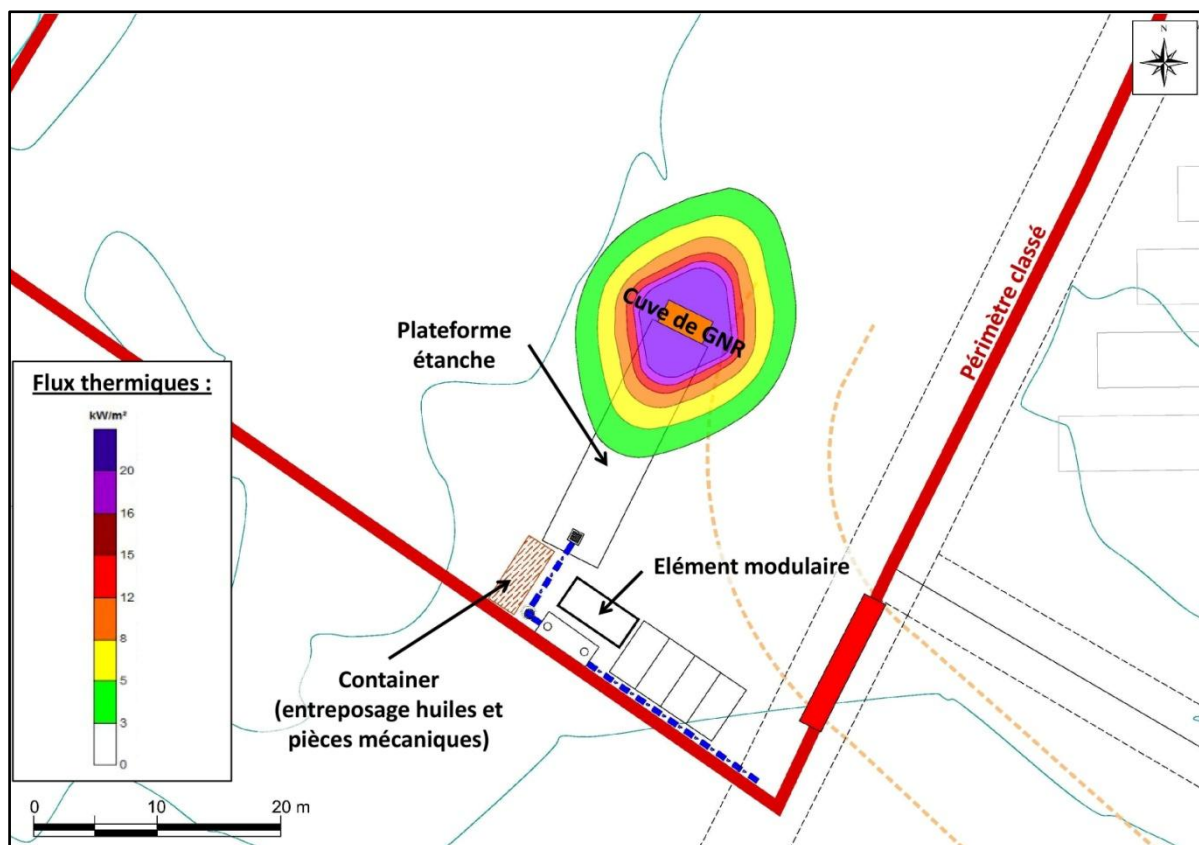 N
Périmètre classé
Cuve de GNR
Plateforme
étanche
Flux thermiques :
kW/m²
20
16
15
12
8
5
3
0
Elément modulaire
Container
(entreposage huiles et
pièces mécaniques)
0 10 20 m